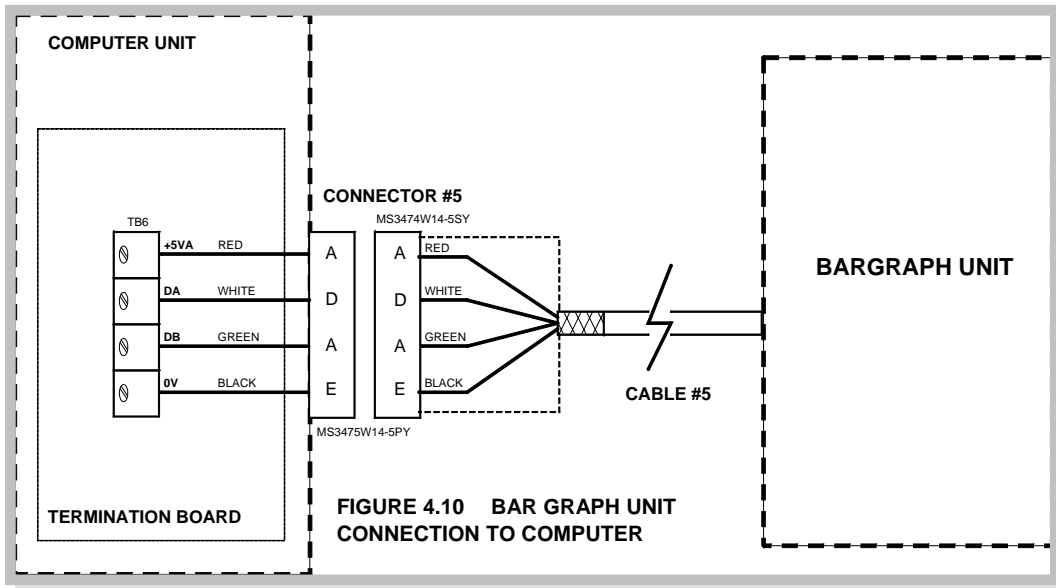 COMPUTER UNIT
CONNECTOR #5
TB6
MS3474W14-5SY
+5VA RED A A RED
DA WHITE D D WHITE
DB GREEN A A GREEN
0V BLACK E E BLACK
MS3475W14-5PY
BARGRAPH UNIT
CABLE #5
TERMINATION BOARD
FIGURE 4.10 BAR GRAPH UNIT
CONNECTION TO COMPUTER